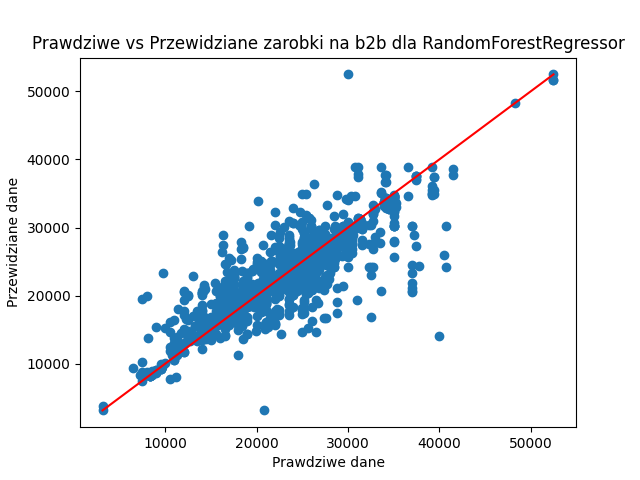 Prawdziwe vs Przewidziane zarobki na b2b dla RandomForestRegressor
50000
40000
30000
20000
10000
Przewidziane dane
10000 20000 30000 40000 50000
Prawdziwe dane